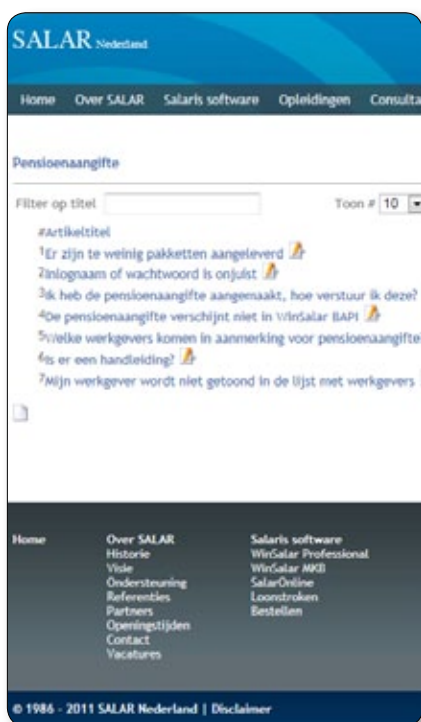 SALAR Nederland
Home Over SALAR Salaris software Opleidingen Consulta
Pensioenaangifte
Filter op titel Toon # 10
#Artikeltitel
1Er zijn te weinig pakketten aangeleverd
2Inlognaam of wachtwoord is onjuist
3Ik heb de pensioenaangifte aangemaakt, hoe verstuur ik deze?
4De pensioenaangifte verschijnt niet in WinSalar BAPI
5Welke werkgevers komen in aanmerking voor pensioenaangifte
6Is er een handleiding?
7Mijn werkgever wordt niet getoond in de lijst met werkgevers
Home Over SALAR Salaris software
Historie WinSalar Professional
Visie WinSalar MKB
Ondersteuning SalarOnline
Referenties Loonstroken
Partners Bestellen
Openingstijden
Contact
Vacatures
© 1986 - 2011 SALAR Nederland | Disclaimer